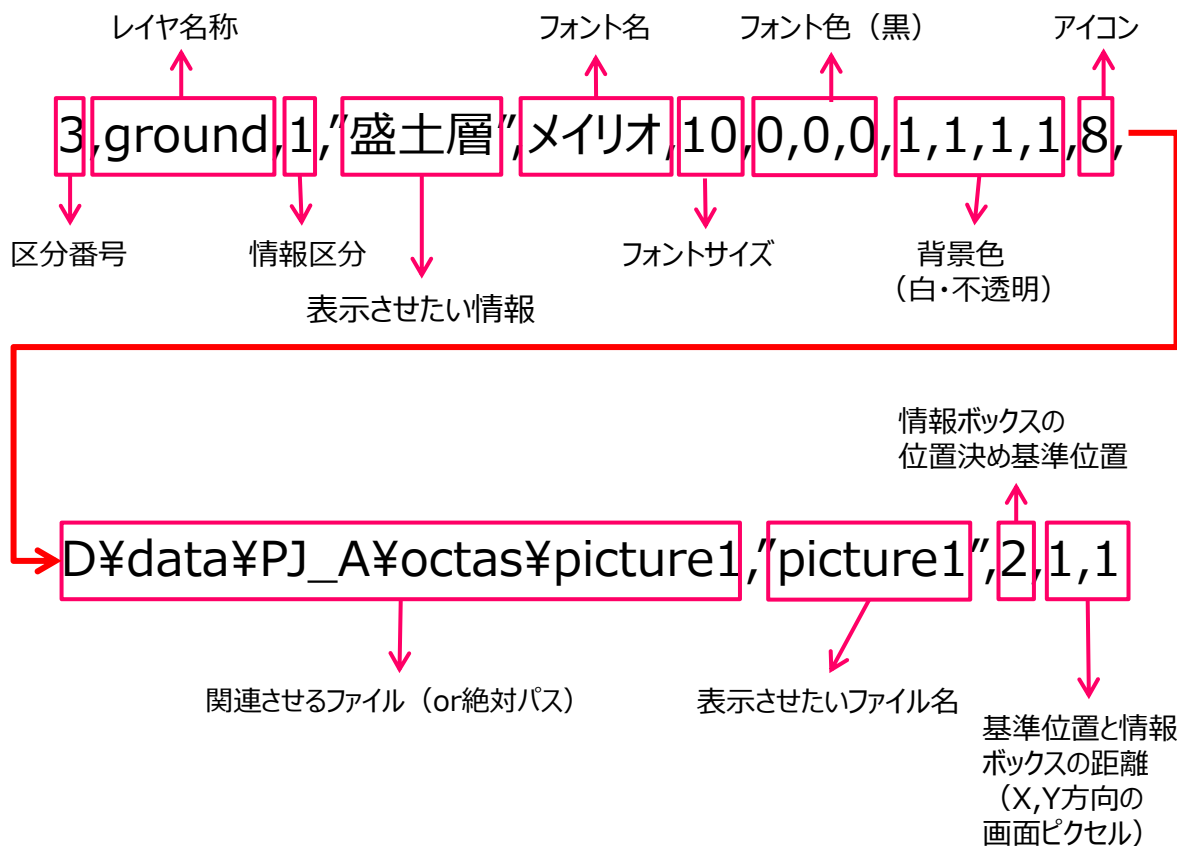 レイヤ名称
フォント名
フォント色（黒）
アイコン
3,ground,1,"盛土層",メイリオ,10,0,0,0,1,1,1,1,8,
区分番号
情報区分
表示させたい情報
フォントサイズ
背景色
（白・不透明）
情報ボックスの
位置決め基準位置
D¥data¥PJ_A¥octas¥picture1,"picture1",2,1,1
関連させるファイル（or絶対パス）
表示させたいファイル名
基準位置と情報
ボックスの距離
（X,Y方向の
画面ピクセル）